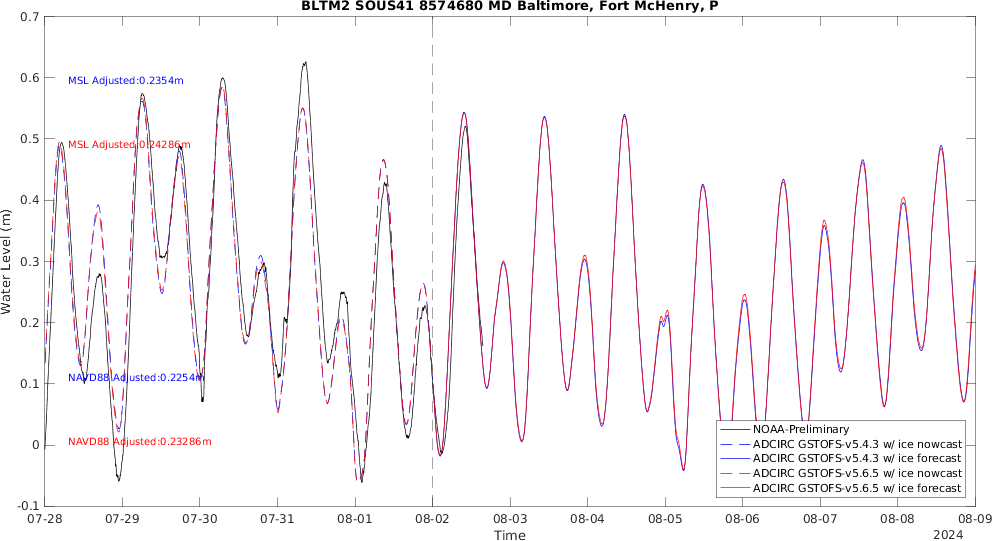 BLTM2 SOUS41 8574680 MD Baltimore, Fort McHenry, P
0.7
0.6
0.5
0.4
0.3
0.2
0.1
0
-0.1
Water Level (m)
MSL Adjusted:0.2354m
MSL Adjusted:0.24286m
NAVD88 Adjusted:0.2254m
NAVD88 Adjusted:0.23286m
NOAA-Preliminary
ADCIRC GSTOFS-v5.4.3 w/ ice nowcast
ADCIRC GSTOFS-v5.4.3 w/ ice forecast
ADCIRC GSTOFS-v5.6.5 w/ ice nowcast
ADCIRC GSTOFS-v5.6.5 w/ ice forecast
07-28 07-29 07-30 07-31 08-01 08-02 08-03 08-04 08-05 08-06 08-07 08-08 08-09
Time
2024